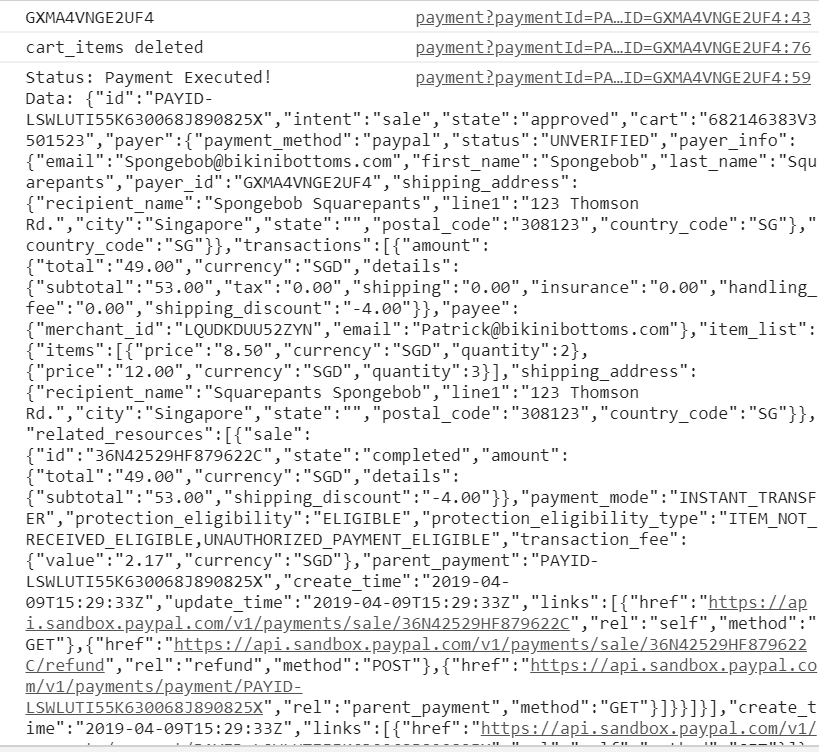 GXMA4VNGE2UF4 payment?paymentId=PA…ID=GXMA4VNGE2UF4:43
cart_items deleted payment?paymentId=PA…ID=GXMA4VNGE2UF4:76
Status: Payment Executed! payment?paymentId=PA…ID=GXMA4VNGE2UF4:59
Data: {"id":"PAYID-
LSWLUTI55K630068J890825X","intent":"sale","state":"approved","cart":"682146383V3
501523","payer":{"payment_method":"paypal","status":"UNVERIFIED","payer_info":
{"email":"Spongebob@bikinibottoms.com","first_name":"Spongebob","last_name":"Squ
arepants","payer_id":"GXMA4VNGE2UF4","shipping_address":
{"recipient_name":"Spongebob Squarepants","line1":"123 Thomson
Rd.","city":"Singapore","state":"","postal_code":"308123","country_code":"SG"},"
country_code":"SG"}},"transactions":[{"amount":
{"total":"49.00","currency":"SGD","details":
{"subtotal":"53.00","tax":"0.00","shipping":"0.00","insurance":"0.00","handling_
fee":"0.00","shipping_discount":"-4.00"}},"payee":
{"merchant_id":"LQUDKDUU52ZYN","email":"Patrick@bikinibottoms.com"},"item_list":
{"items":[{"price":"8.50","currency":"SGD","quantity":2},
{"price":"12.00","currency":"SGD","quantity":3}],"shipping_address":
{"recipient_name":"Squarepants Spongebob","line1":"123 Thomson
Rd.","city":"Singapore","state":"","postal_code":"308123","country_code":"SG"}},
"related_resources":[{"sale":
{"id":"36N42529HF879622C","state":"completed","amount":
{"total":"49.00","currency":"SGD","details":
{"subtotal":"53.00","shipping_discount":"-4.00"}},"payment_mode":"INSTANT_TRANSF
ER","protection_eligibility":"ELIGIBLE","protection_eligibility_type":"ITEM_NOT_
RECEIVED_ELIGIBLE,UNAUTHORIZED_PAYMENT_ELIGIBLE","transaction_fee":
{"value":"2.17","currency":"SGD"},"parent_payment":"PAYID-
LSWLUTI55K630068J890825X","create_time":"2019-04-
09T15:29:33Z","update_time":"2019-04-09T15:29:33Z","links":[{"href":"https://ap
i.sandbox.paypal.com/v1/payments/sale/36N42529HF879622C","rel":"self","method":"
GET"},{"href":"https://api.sandbox.paypal.com/v1/payments/sale/36N42529HF879622
C/refund","rel":"refund","method":"POST"},{"href":"https://api.sandbox.paypal.co
m/v1/payments/payment/PAYID-
LSWLUTI55K630068J890825X","rel":"parent_payment","method":"GET"}]}}]}],"create_t
ime":"2019-04-09T15:29:33Z","links":[{"href":"https://api.sandbox.paypal.com/v1/